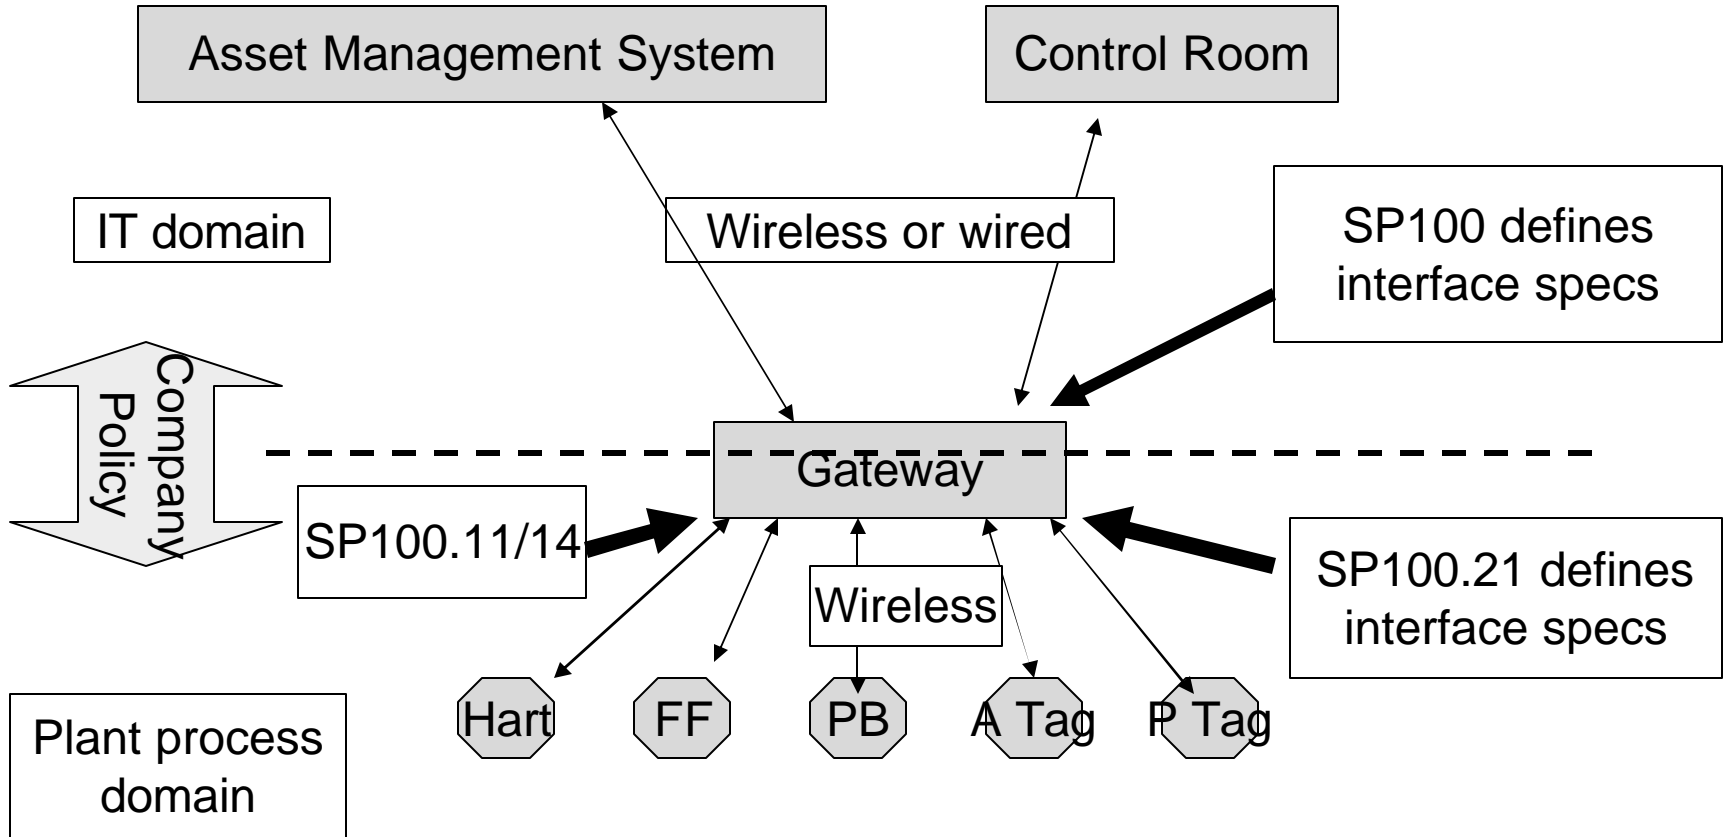 Asset Management System
Control Room
IT domain
Wireless or wired
SP100 defines
interface specs
Company
Policy
Gateway
SP100.11/14
SP100.21 defines
interface specs
Wireless
Hart
FF
PB
A Tag
P Tag
Plant process
domain